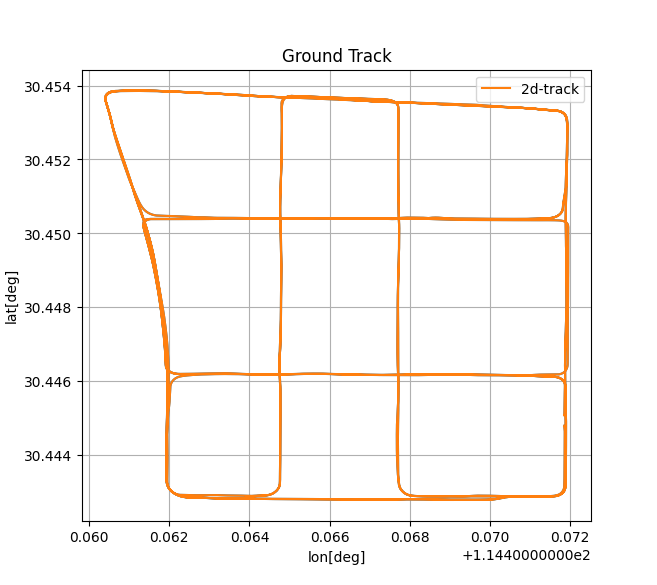 Ground Track
2d-track
30.454
30.452
30.450
30.448
30.446
30.444
lat[deg]
0.060 0.062 0.064 0.066 0.068 0.070 0.072
lon[deg]
+1.1440000000e2